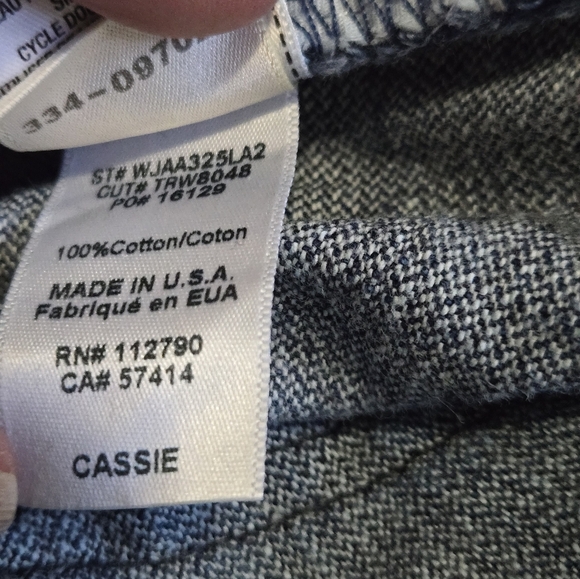 CYCLE
334-0970
ST# WJAA325LA2
CUT# TRW8048
PO# 16129
100%Cotton/Coton
MADE IN U.S.A.
Fabriqué en EUA
RN# 112790
CA# 57414
CASSIE